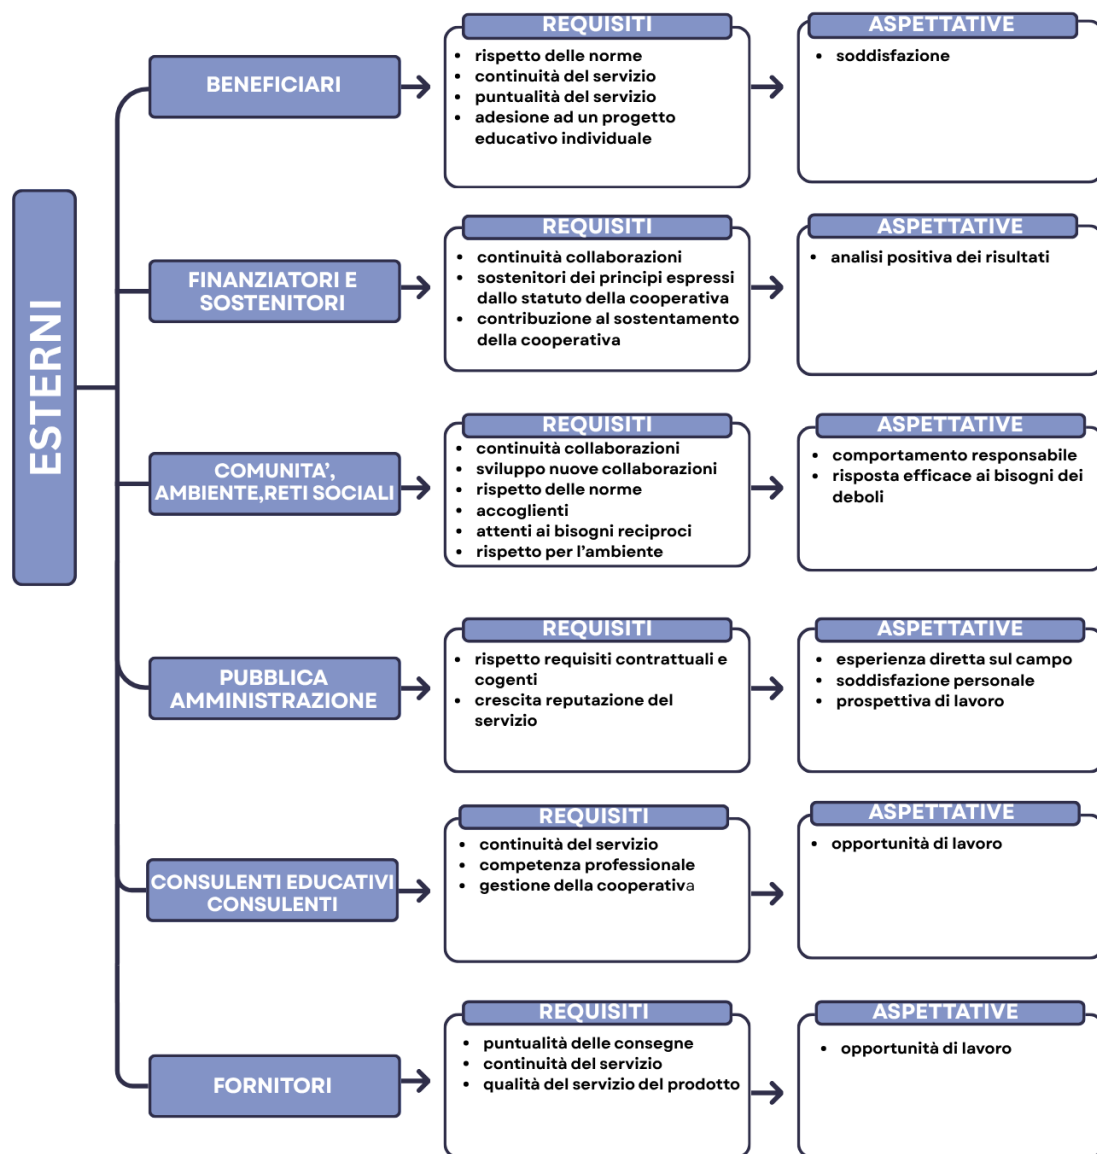 ESTERNI
BENEFICIARI
REQUISITI
• rispetto delle norme
• continuità del servizio
• puntualità del servizio
• adesione ad un progetto
educativo individuale
ASPETTATIVE
• soddisfazione
FINANZIATORI E
SOSTENITORI
REQUISITI
• continuità collaborazioni
• sostenitori dei principi espressi
dallo statuto della cooperativa
• contribuzione al sostentamento
della cooperativa
ASPETTATIVE
• analisi positiva dei risultati
COMUNITA’,
AMBIENTE,RETI SOCIALI
REQUISITI
• continuità collaborazioni
• sviluppo nuove collaborazioni
• rispetto delle norme
• accoglienti
• attenti ai bisogni reciproci
• rispetto per l’ambiente
ASPETTATIVE
• comportamento responsabile
• risposta efficace ai bisogni dei
deboli
PUBBLICA
AMMINISTRAZIONE
REQUISITI
• rispetto requisiti contrattuali e
cogenti
• crescita reputazione del
servizio
ASPETTATIVE
• esperienza diretta sul campo
• soddisfazione personale
• prospettiva di lavoro
CONSULENTI EDUCATIVI
CONSULENTI
REQUISITI
• continuità del servizio
• competenza professionale
• gestione della cooperativa
ASPETTATIVE
• opportunità di lavoro
FORNITORI
REQUISITI
• puntualità delle consegne
• continuità del servizio
• qualità del servizio del prodotto
ASPETTATIVE
• opportunità di lavoro